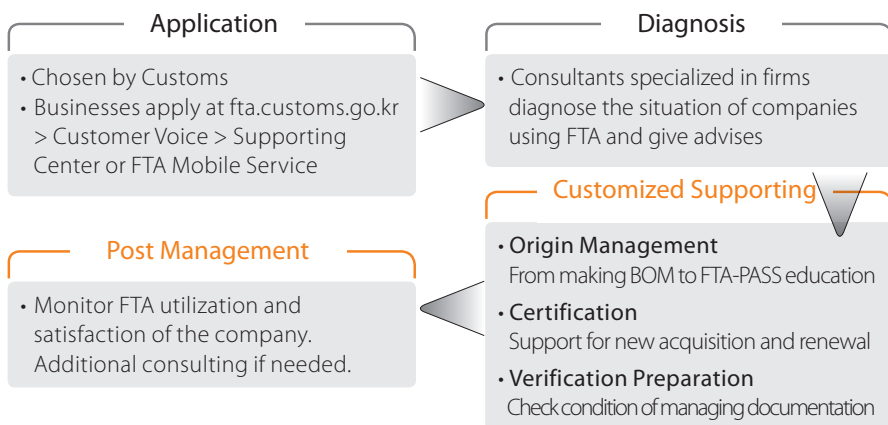 Application
• Chosen by Customs
• Businesses apply at fta.customs.go.kr
> Customer Voice > Supporting
Center or FTA Mobile Service
Diagnosis
• Consultants specialized in firms
diagnose the situation of companies
using FTA and give advises
Customized Supporting
• Origin Management
From making BOM to FTA-PASS education
• Certification
Support for new acquisition and renewal
• Verification Preparation
Check condition of managing documentation
Post Management
• Monitor FTA utilization and
satisfaction of the company.
Additional consulting if needed.